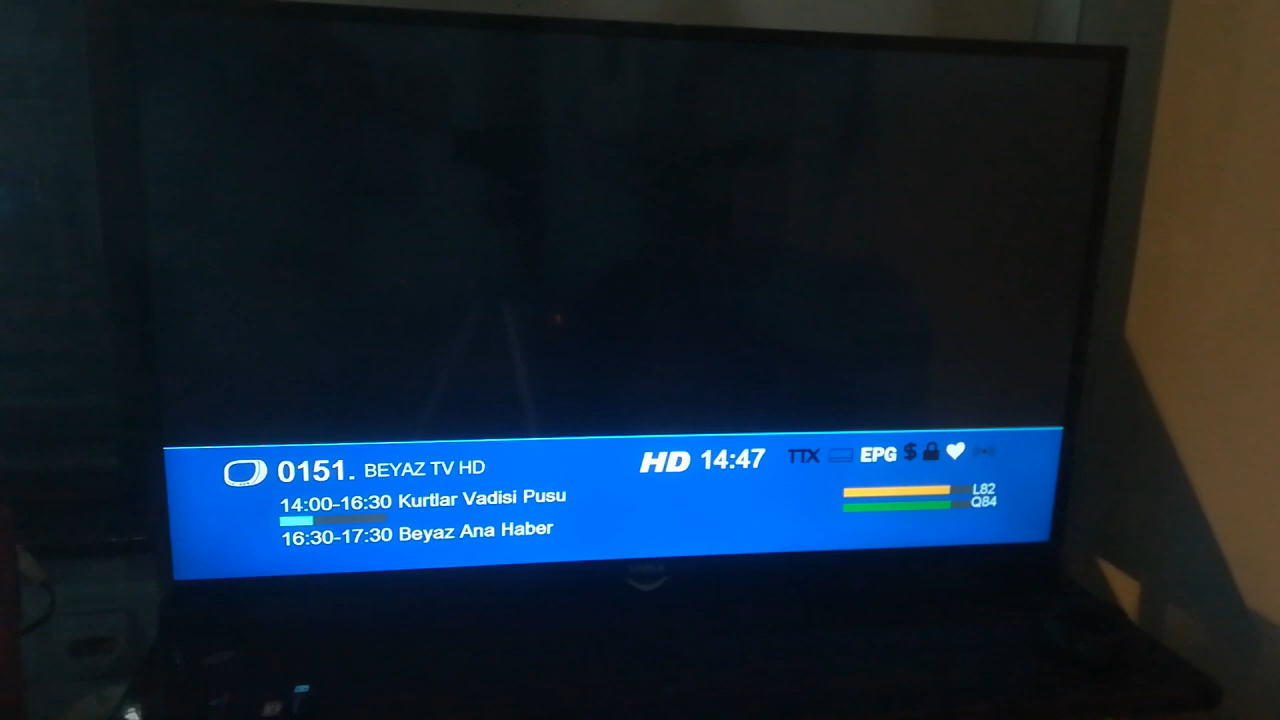 0151. BEYAZ TV HD
HD 14:47 TTX EPG $
14:00-16:30 Kurtlar Vadisi Pusu
L82
Q84
16:30-17:30 Beyaz Ana Haber